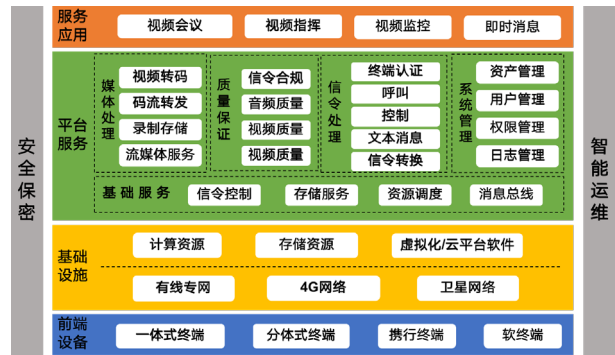 服务应用
视频会议
视频指挥
视频监控
即时消息
平台服务
媒体处理
视频转码
码流转发
录制存储
流媒体服务
质量保证
信令合规
音频质量
视频质量
视频质量
信令处理
终端认证
呼叫
控制
文本消息
信令转换
系统管理
资产管理
用户管理
权限管理
日志管理
基础服务
信令控制
存储服务
资源调度
消息总线
基础设施
计算资源
存储资源
虚拟化/云平台软件
有线专网
4G网络
卫星网络
前端设备
一体式终端
分体式终端
携行终端
软终端
安全保密
智能运维